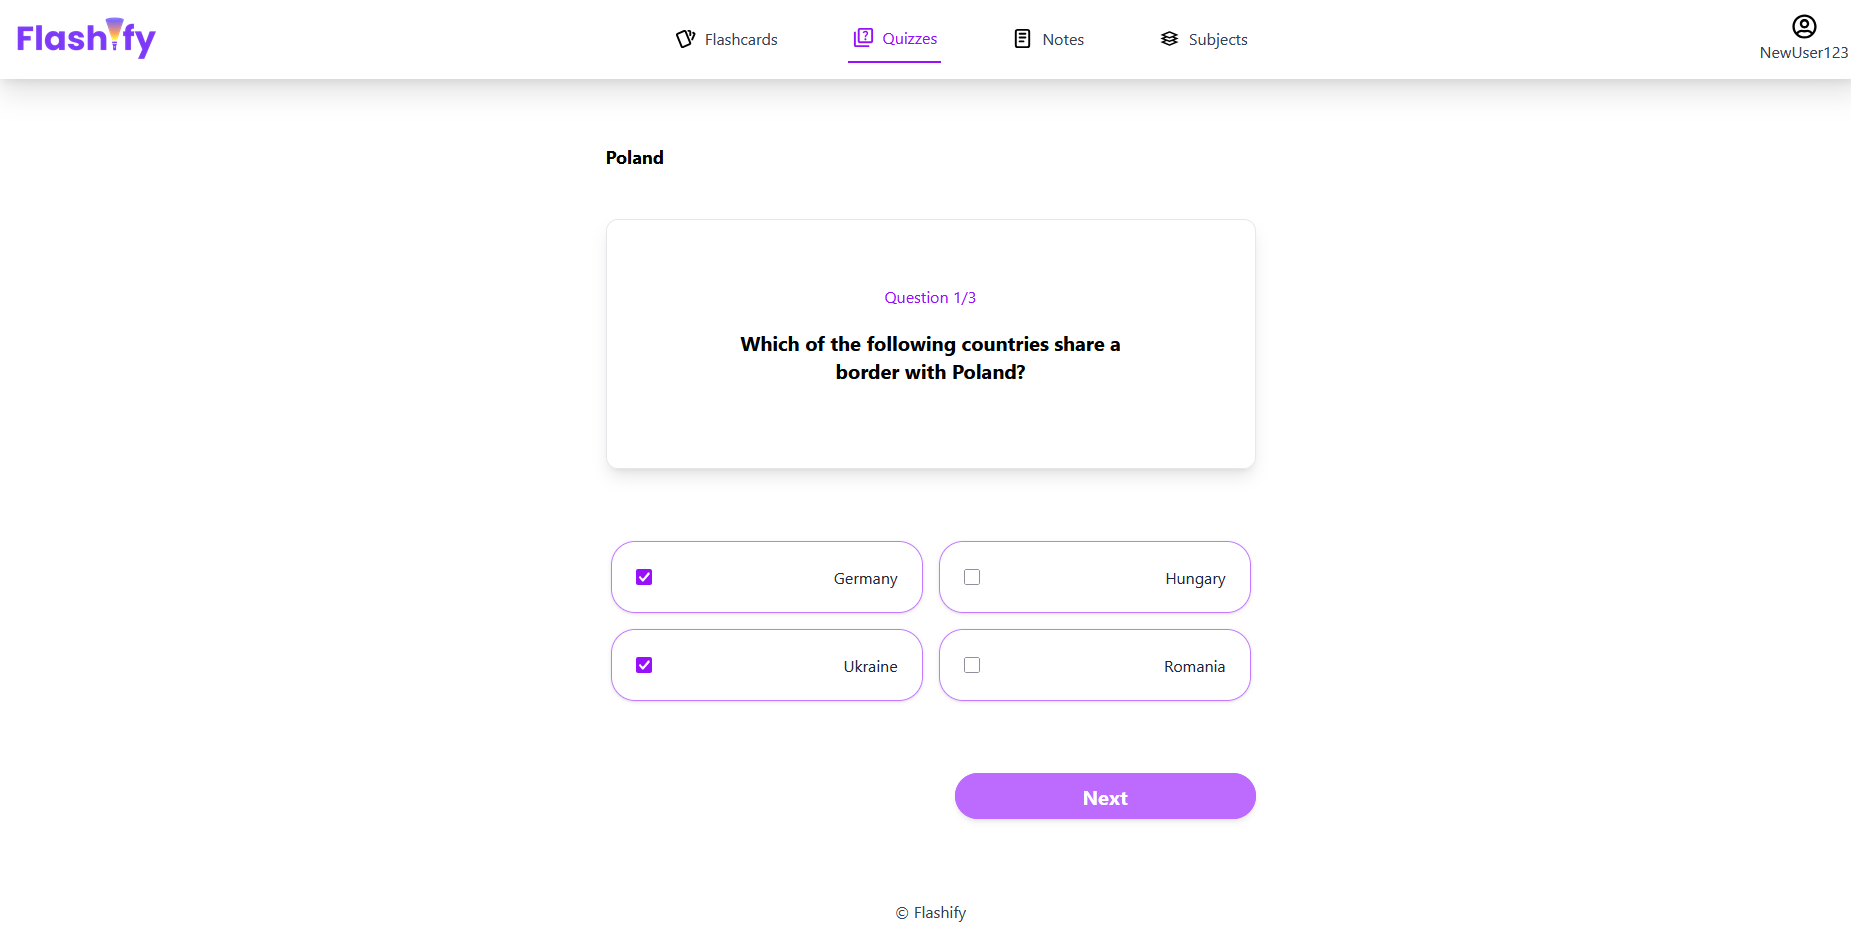 Flashify
Flashcards
Quizzes
Notes
Subjects
NewUser123
Poland
Question 1/3
Which of the following countries share a
border with Poland?
Germany
Hungary
Ukraine
Romania
Next
© Flashify